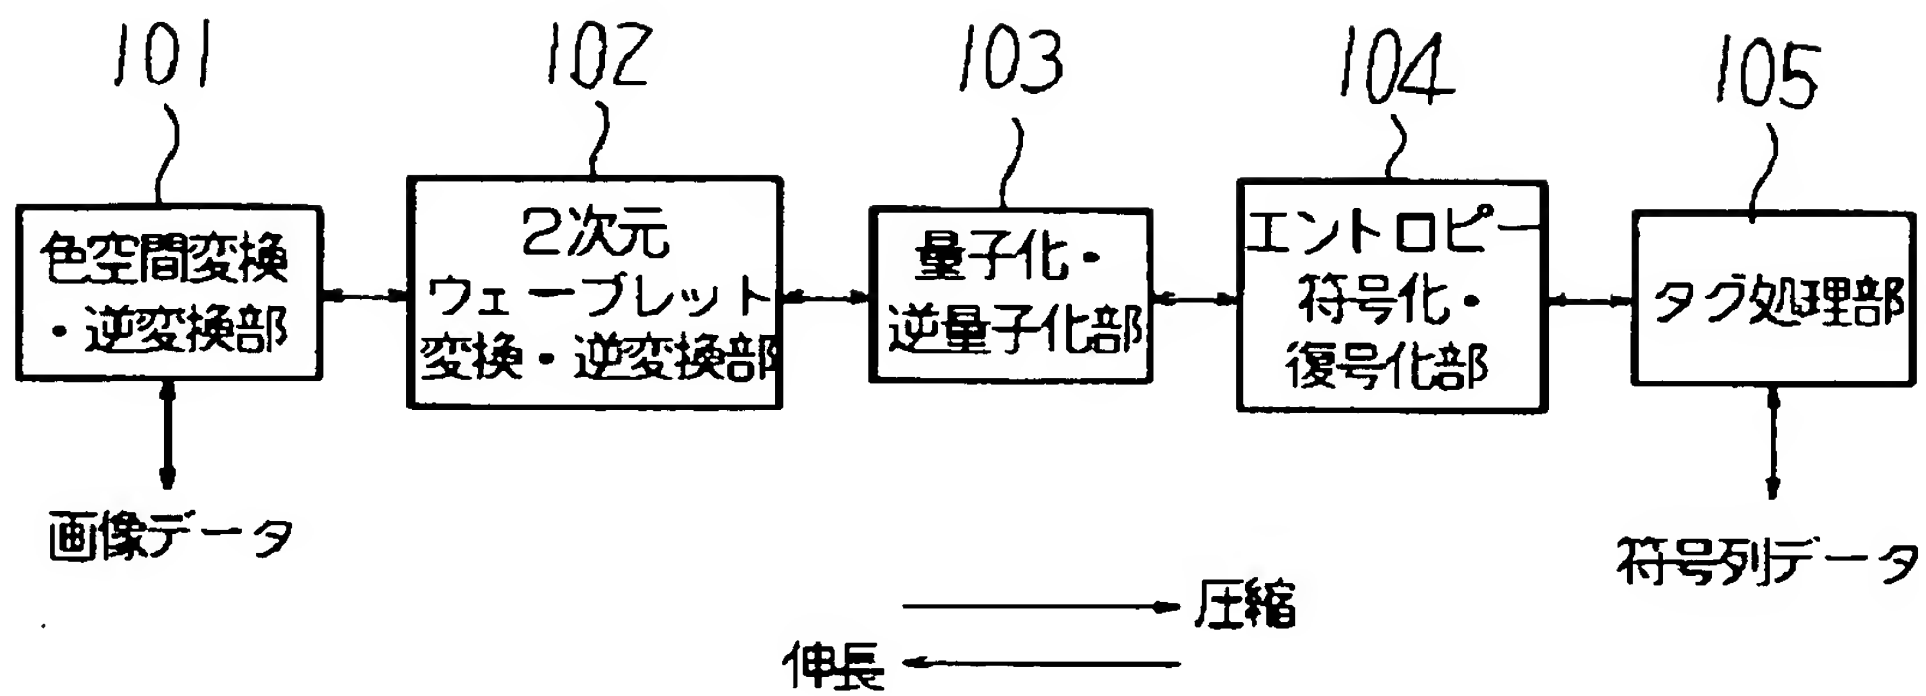 101
102
103
104
105
色空間変換
・逆変換部
2次元
ウェーブレット
変換・逆変換部
量子化・
逆量子化部
エントロピー
符号化・
復号化部
タグ処理部
画像データ
符号列データ
圧縮
伸長